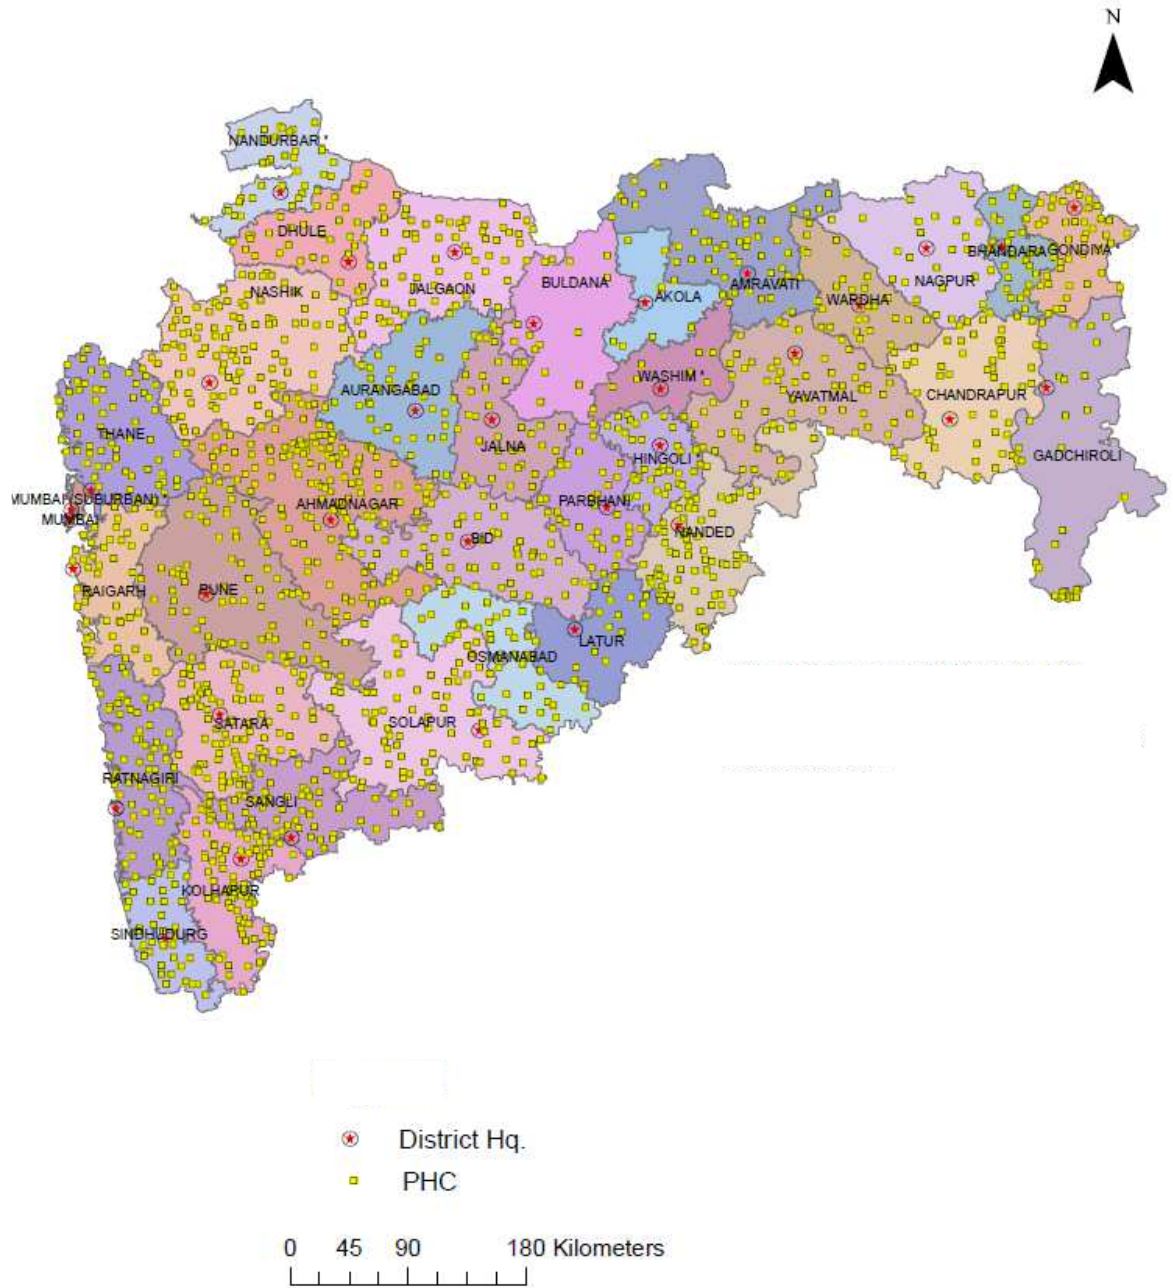 N
NANDURBAR *
DHULE
NASHIK
JALGAON
BULDANA
AKOLA
AMRAVATI
WARDHA
NAGPUR
BHANDARA
GONDIYA
AURANGABAD
WASHIM *
YAVATMAL
CHANDRAPUR
GADCHIROLI
THANE
JALNA
HINGOLI *
MUMBAI (SUBURBAN) *
MUMBAI
AHMADNAGAR
PARBHANI
BID
NANDED
RAIGARH
PUNE
LATUR
OSMANABAD
SATARA
SOLAPUR
RATNAGIRI
SANGLI
KOLHAPUR
SINDHUDURG
District Hq.
PHC
0 45 90 180 Kilometers